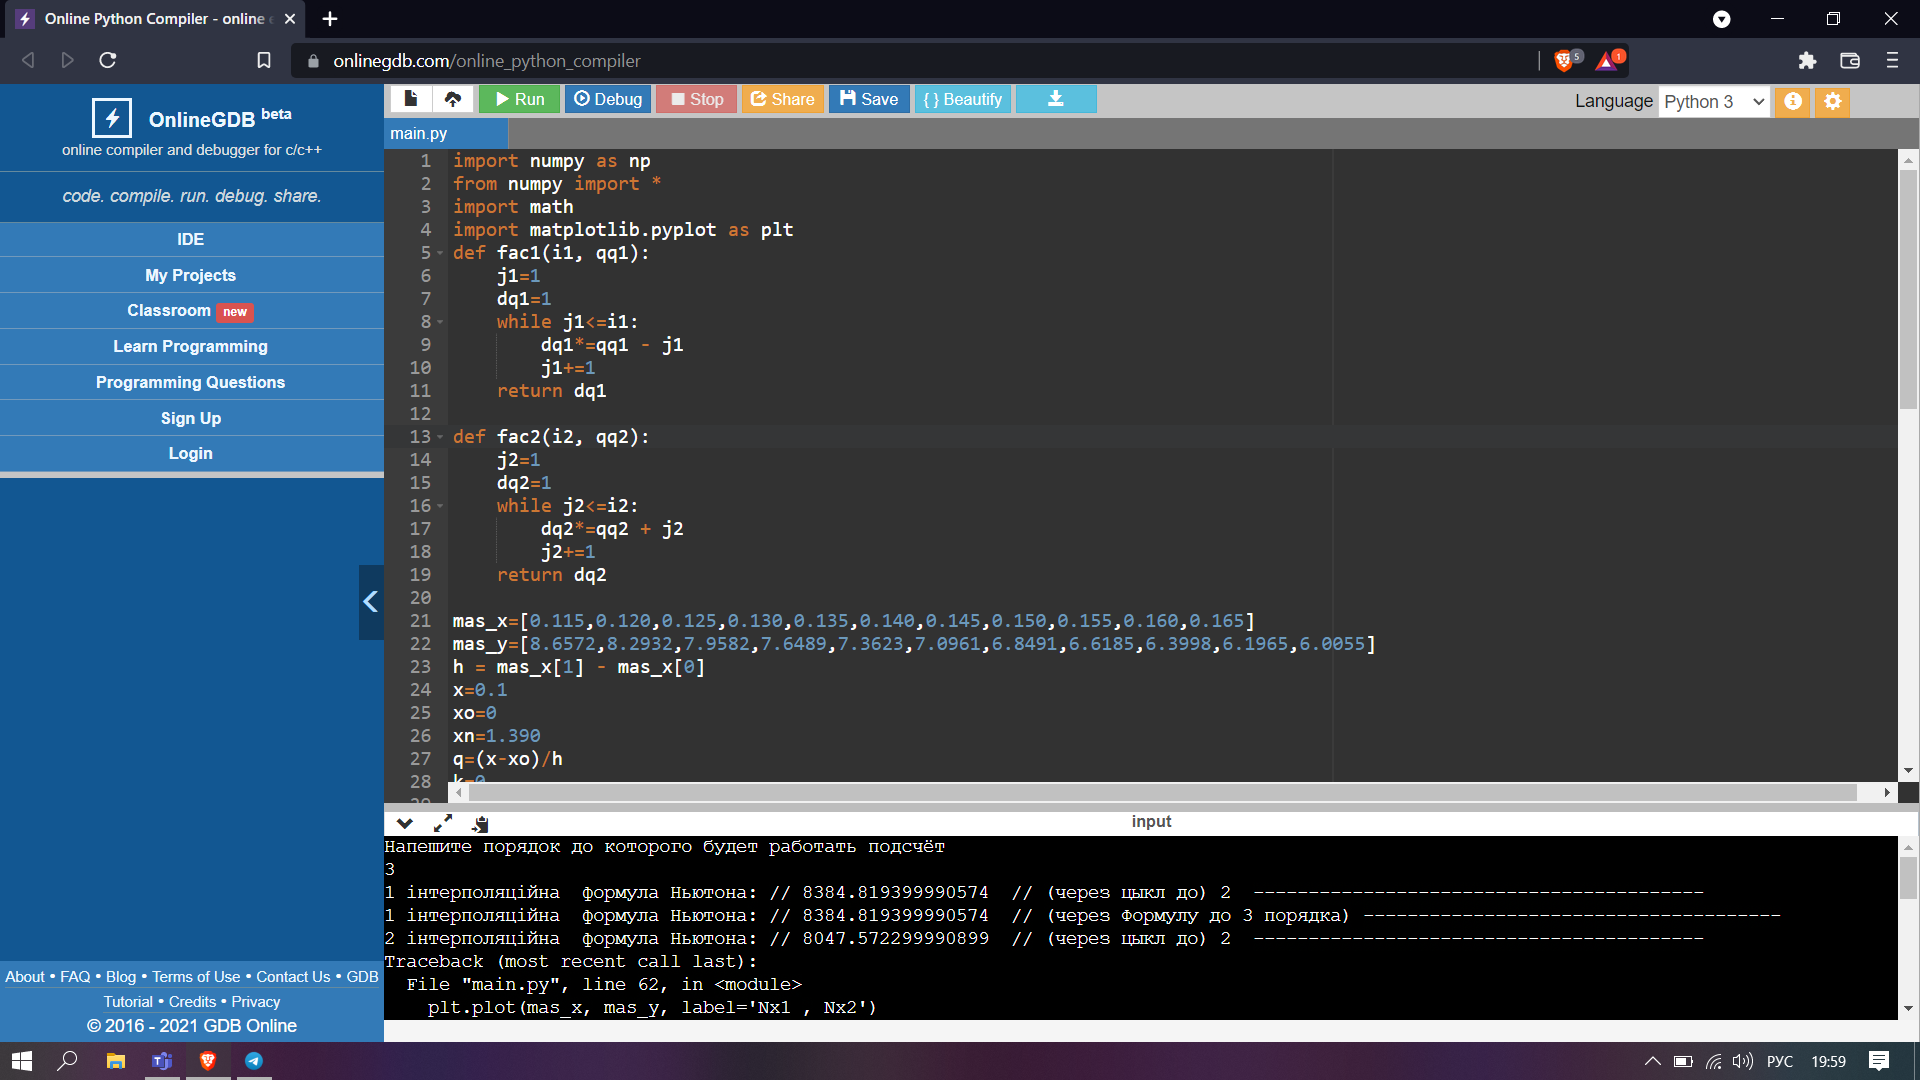 Online Python Compiler - online
onlinegdb.com/online_python_compiler
5
1
OnlineGDB beta
online compiler and debugger for c/c++
code. compile. run. debug. share.
IDE
My Projects
Classroom new
Learn Programming
Programming Questions
Sign Up
Login
About • FAQ • Blog • Terms of Use • Contact Us • GDB
Tutorial • Credits • Privacy
© 2016 - 2021 GDB Online
Run Debug Stop Share Save { } Beautify
Language Python 3
main.py
1 import numpy as np
2 from numpy import *
3 import math
4 import matplotlib.pyplot as plt
5 def fac1(i1, qq1):
6 j1=1
7 dq1=1
8 while j1<=i1:
9 dq1*=qq1 - j1
10 j1+=1
11 return dq1
12
13 def fac2(i2, qq2):
14 j2=1
15 dq2=1
16 while j2<=i2:
17 dq2*=qq2 + j2
18 j2+=1
19 return dq2
20
21 mas_x=[0.115,0.120,0.125,0.130,0.135,0.140,0.145,0.150,0.155,0.160,0.165]
22 mas_y=[8.6572,8.2932,7.9582,7.6489,7.3623,7.0961,6.8491,6.6185,6.3998,6.1965,6.0055]
23 h = mas_x[1] - mas_x[0]
24 x=0.1
25 xo=0
26 xn=1.390
27 q=(x-xo)/h
28 k=0
input
Напешите порядок до которого будет работать подсчёт
3
1 інтерполяційна  формула Ньютона: // 8384.819399990574  // (через цыкл до) 2  -----------------------------------------
1 інтерполяційна  формула Ньютона: // 8384.819399990574  // (через Формулу до 3 порядка) --------------------------------------
2 інтерполяційна  формула Ньютона: // 8047.572299990899  // (через цыкл до) 2  -----------------------------------------
Traceback (most recent call last):
File "main.py", line 62, in <module>
plt.plot(mas_x, mas_y, label='Nx1 , Nx2')
РУС 19:59